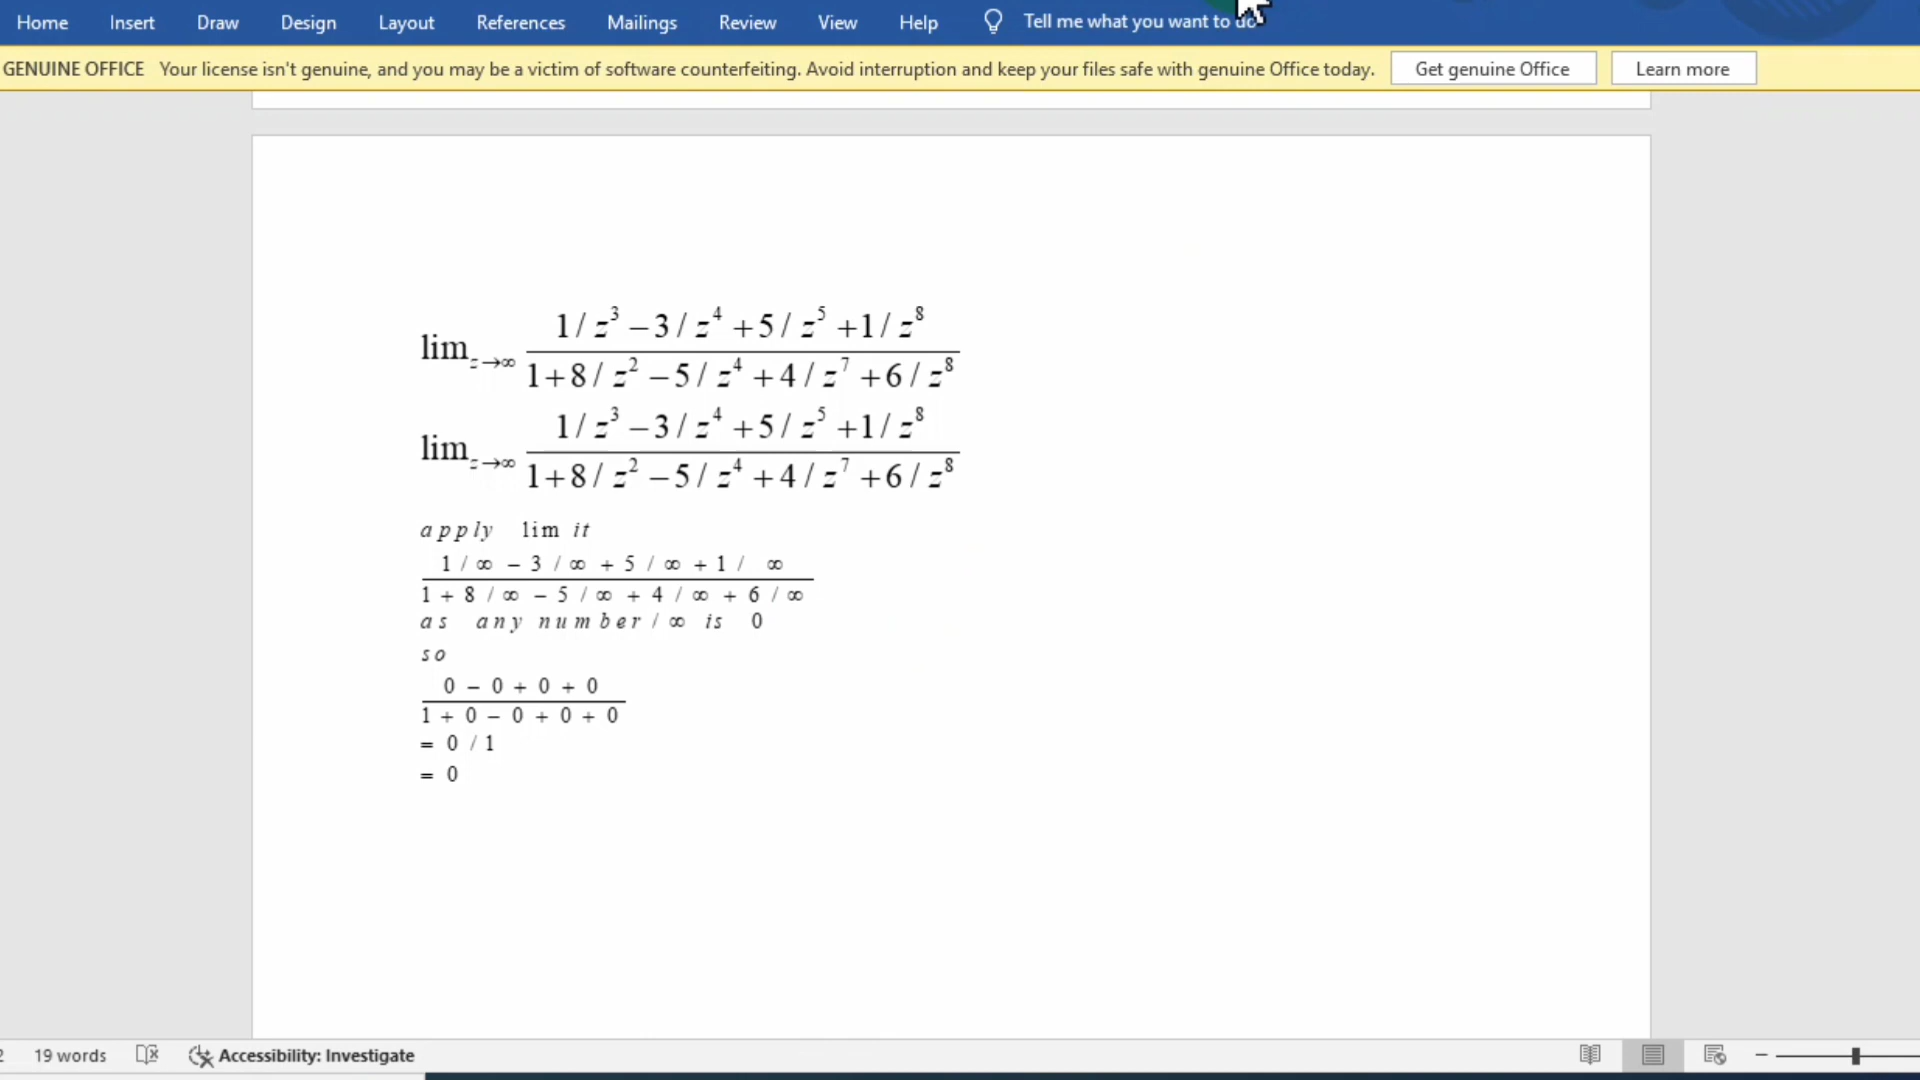 Home Insert Draw Design Layout References Mailings Review View Help Tell me what you want to do
GENUINE OFFICE Your license isn't genuine, and you may be a victim of software counterfeiting. Avoid interruption and keep your files safe with genuine Office today. Get genuine Office Learn more
1/z³ −3/z⁴ +5/z⁵ +1/z⁸
lim z→∞
1+8/z² −5/z⁴ +4/z⁷ +6/z⁸
1/z³ −3/z⁴ +5/z⁵ +1/z⁸
lim z→∞
1+8/z² −5/z⁴ +4/z⁷ +6/z⁸
apply lim it
1/∞ − 3/∞ + 5/∞ + 1/ ∞
1 + 8/∞ − 5/∞ + 4/∞ + 6/∞
as any number/∞ is 0
so
0 − 0 + 0 + 0
1 + 0 − 0 + 0 + 0
= 0/1
= 0
2 19 words Accessibility: Investigate